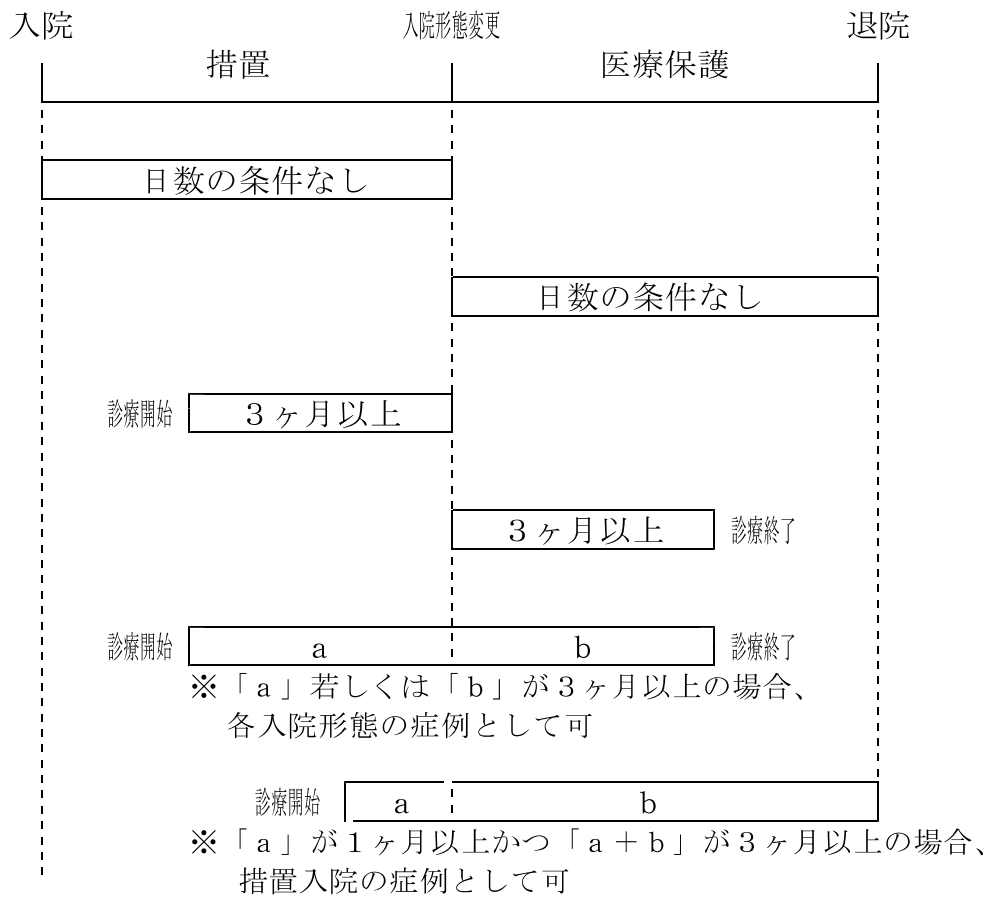 入院 入院形態変更 退院
措置 医療保護
日数の条件なし
日数の条件なし
診療開始 3ヶ月以上
3ヶ月以上 診療終了
診療開始 a b 診療終了
※「a」若しくは「b」が3ヶ月以上の場合、
各入院形態の症例として可
診療開始 a b
※「a」が1ヶ月以上かつ「a+b」が3ヶ月以上の場合、
措置入院の症例として可